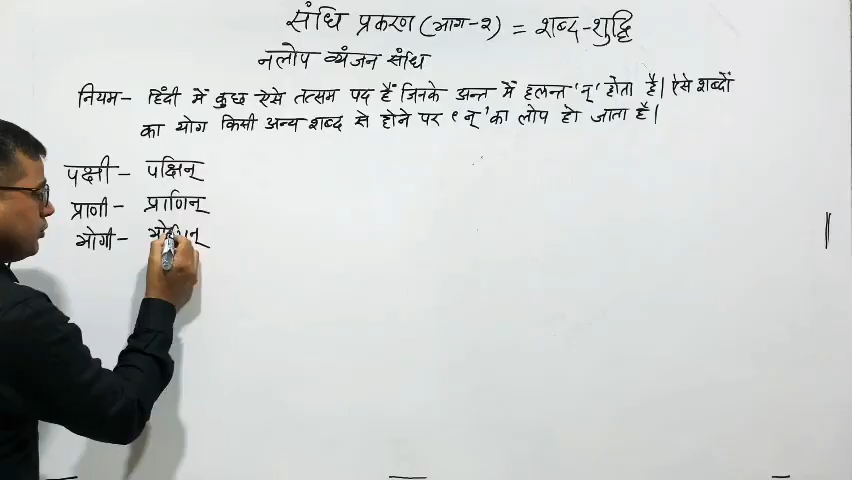 संधि प्रकरण (भाग-२) = शब्द-शुद्धि
नलोप व्यंजन संधि
नियम- हिंदी में कुछ ऐसे तत्सम पद हैं जिनके अन्त में हलन्त 'न्' होता है। ऐसे शब्दों
का योग किसी अन्य शब्द से होने पर 'न्' का लोप हो जाता है।
पक्षी - पक्षिन्
प्राणी - प्राणिन्
योगी -